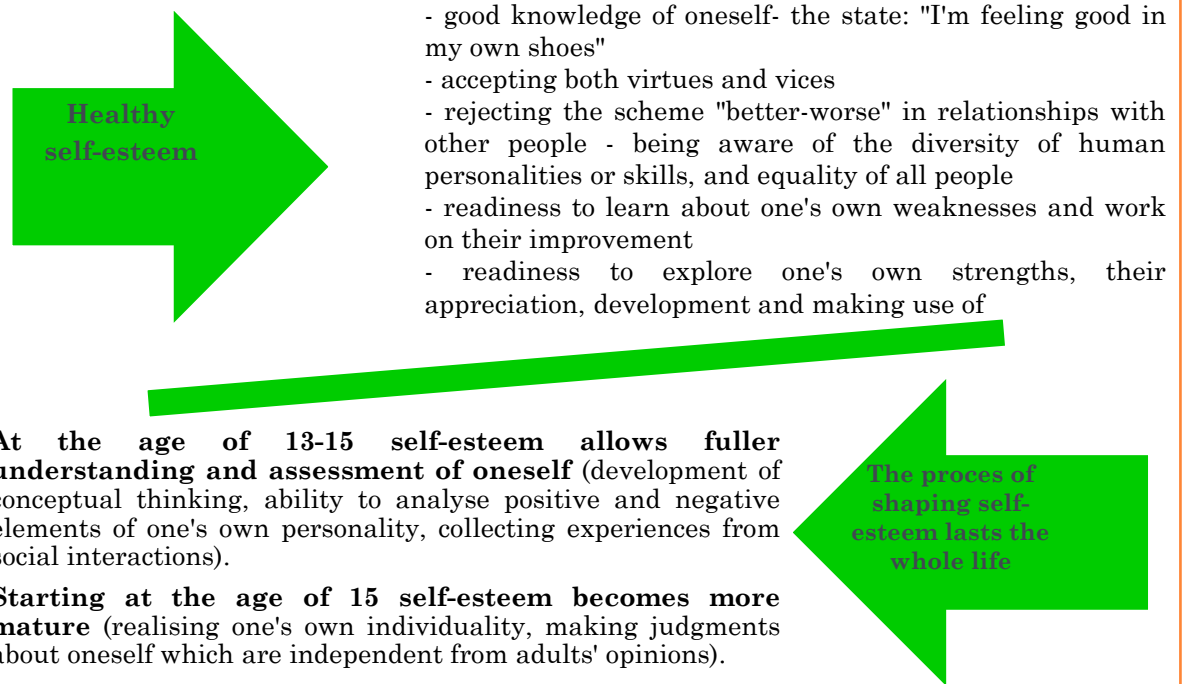 Healthy
self-esteem
- good knowledge of oneself- the state: "I'm feeling good in
my own shoes"
- accepting both virtues and vices
- rejecting the scheme "better-worse" in relationships with
other people - being aware of the diversity of human
personalities or skills, and equality of all people
- readiness to learn about one's own weaknesses and work
on their improvement
- readiness to explore one's own strengths, their
appreciation, development and making use of
At the age of 13-15 self-esteem allows fuller
understanding and assessment of oneself (development of
conceptual thinking, ability to analyse positive and negative
elements of one's own personality, collecting experiences from
social interactions).
Starting at the age of 15 self-esteem becomes more
mature (realising one's own individuality, making judgments
about oneself which are independent from adults' opinions).
The proces of
shaping self-
esteem lasts the
whole life